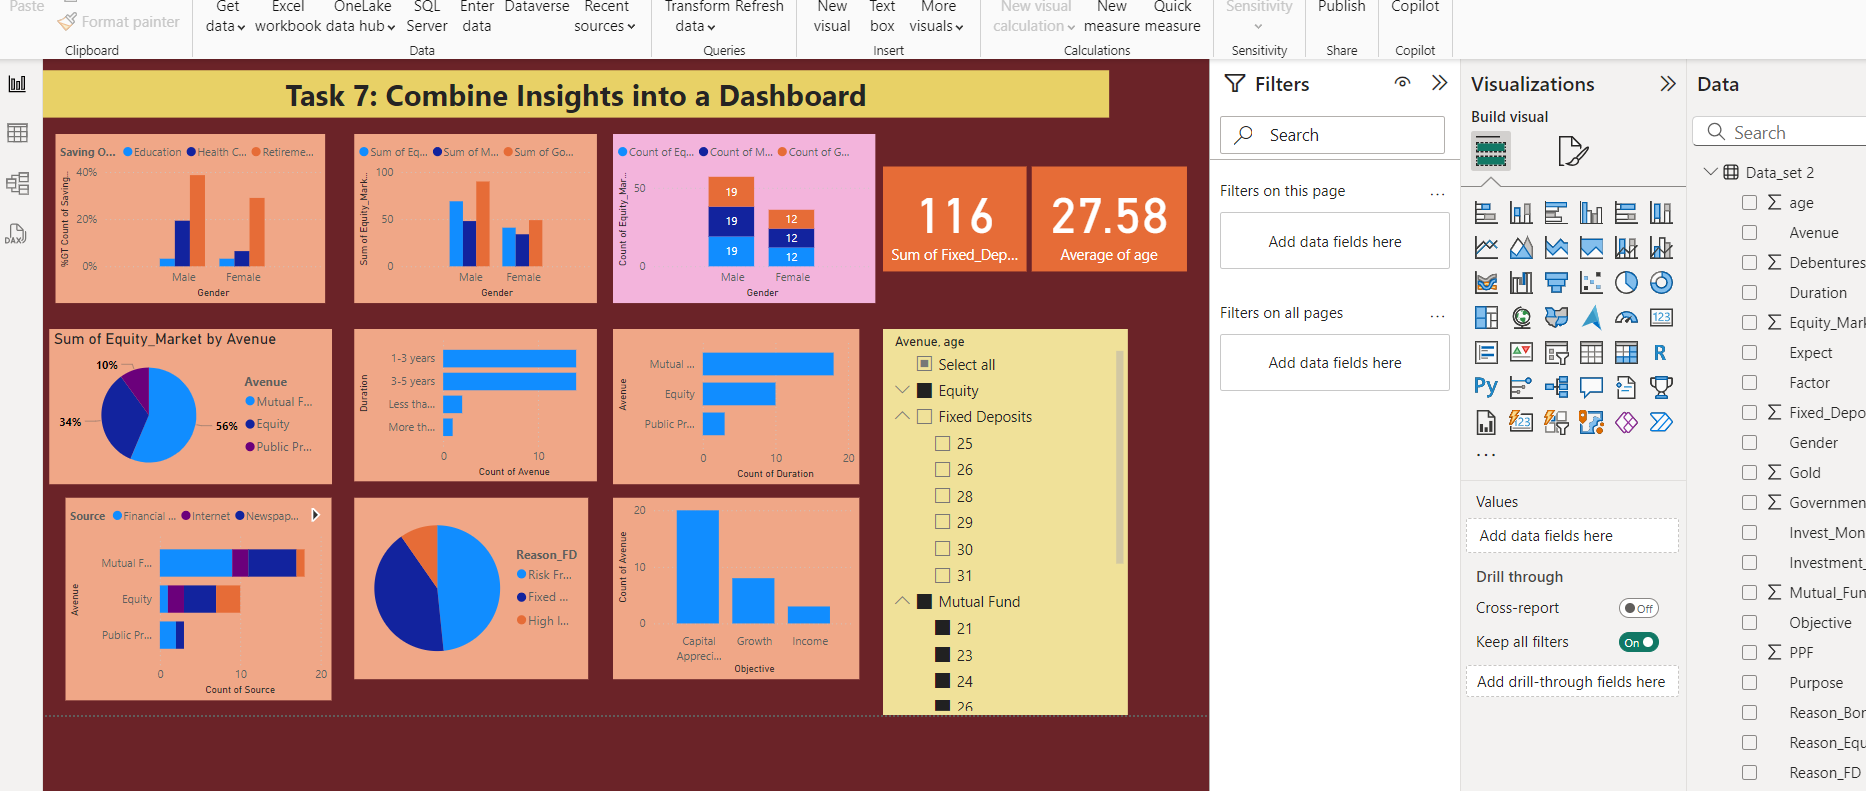 Paste
Format painter
Clipboard
Get data
Excel workbook
OneLake data hub
SQL Server
Enter data
Dataverse
Recent sources
Data
Transform data
Refresh
Queries
New visual
Text box
More visuals
Insert
New visual calculation
New measure
Quick measure
Calculations
Sensitivity
Sensitivity
Publish
Share
Copilot
Copilot
DAX
Task 7: Combine Insights into a Dashboard
Saving O... Education Health C... Retireme...
%GT Count of Saving...
40%
20%
0%
Male Female
Gender
Sum of Eq... Sum of M... Sum of Go...
Sum of Equity_Mark...
100
50
0
Male Female
Gender
Count of Eq... Count of M... Count of G...
Count of Equity_Mar...
50
0
19
19
19
12
12
12
Male Female
Gender
116
Sum of Fixed_Dep...
27.58
Average of age
Sum of Equity_Market by Avenue
10%
34%
56%
Avenue
Mutual F...
Equity
Public Pr...
Duration
1-3 years
3-5 years
Less tha...
More th...
0 10
Count of Avenue
Avenue
Mutual ...
Equity
Public Pr...
0 10 20
Count of Duration
Avenue, age
Select all
Equity
Fixed Deposits
25
26
28
29
30
31
Mutual Fund
21
23
24
26
Source Financial ... Internet Newspap...
Avenue
Mutual F...
Equity
Public Pr...
0 10 20
Count of Source
Reason_FD
Risk Fr...
Fixed ...
High I...
Count of Avenue
20
10
0
Capital Appreci...
Growth
Income
Objective
Filters
Search
Filters on this page ...
Add data fields here
Filters on all pages ...
Add data fields here
Visualizations
Build visual
123
R
Py
123
...
Values
Add data fields here
Drill through
Cross-report Off
Keep all filters On
Add drill-through fields here
Data
Search
Data_set 2
age
Avenue
Debentures
Duration
Equity_Mark
Expect
Factor
Fixed_Depo
Gender
Gold
Governmen
Invest_Mon
Investment_
Mutual_Fun
Objective
PPF
Purpose
Reason_Bon
Reason_Equ
Reason_FD